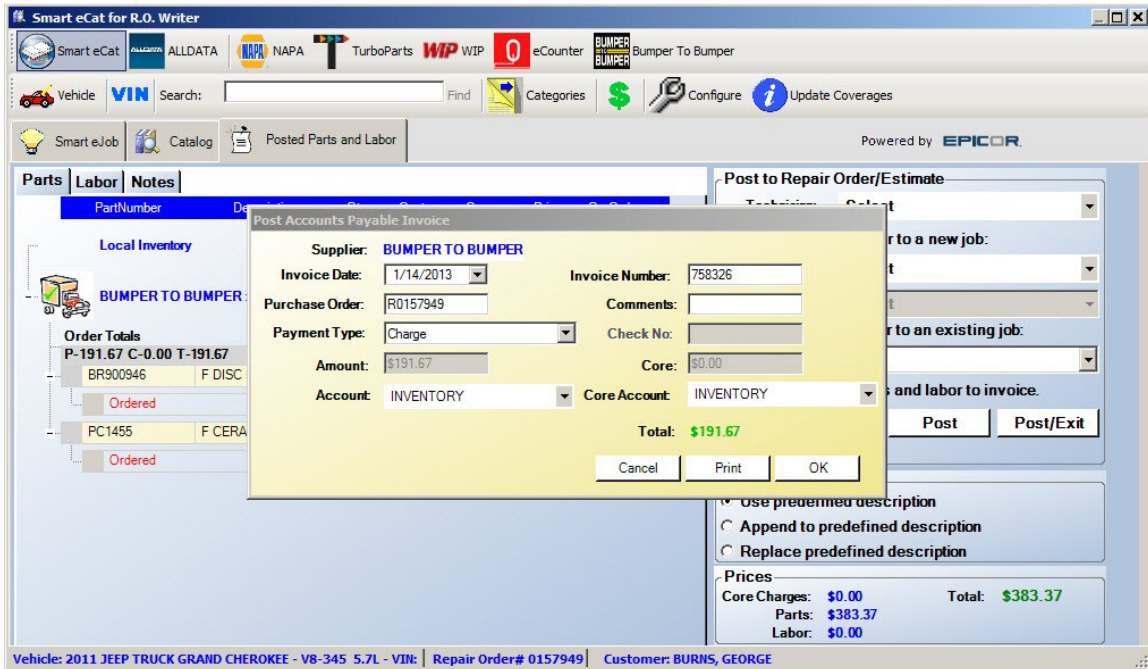 Smart eCat for R.O. Writer
Smart eCat ALLDATA ALLDATA NAPA NAPA TurboParts WIP WIP eCounter BUMPER TO BUMPER Bumper To Bumper
Vehicle VIN Search: Find Categories $ Configure i Update Coverages
Smart eJob Catalog Posted Parts and Labor Powered by EPICOR
Parts Labor Notes
PartNumber
Local Inventory
BUMPER TO BUMPER
Order Totals
P-191.67 C-0.00 T-191.67
BR900946 F DISC
Ordered
PC1455 F CERA
Ordered
Post Accounts Payable Invoice
Supplier: BUMPER TO BUMPER
Invoice Date: 1/14/2013 Invoice Number: 758326
Purchase Order: R0157949 Comments:
Payment Type: Charge Check No:
Amount: $191.67 Core: $0.00
Account: INVENTORY Core Account: INVENTORY
Total: $191.67
Cancel Print OK
Post to Repair Order/Estimate
Select
to a new job:
to an existing job:
and labor to invoice.
Post Post/Exit
Use predefined description
Append to predefined description
Replace predefined description
Prices
Core Charges: $0.00 Total: $383.37
Parts: $383.37
Labor: $0.00
Vehicle: 2011 JEEP TRUCK GRAND CHEROKEE - V8-345 5.7L - VIN: Repair Order# 0157949 Customer: BURNS, GEORGE